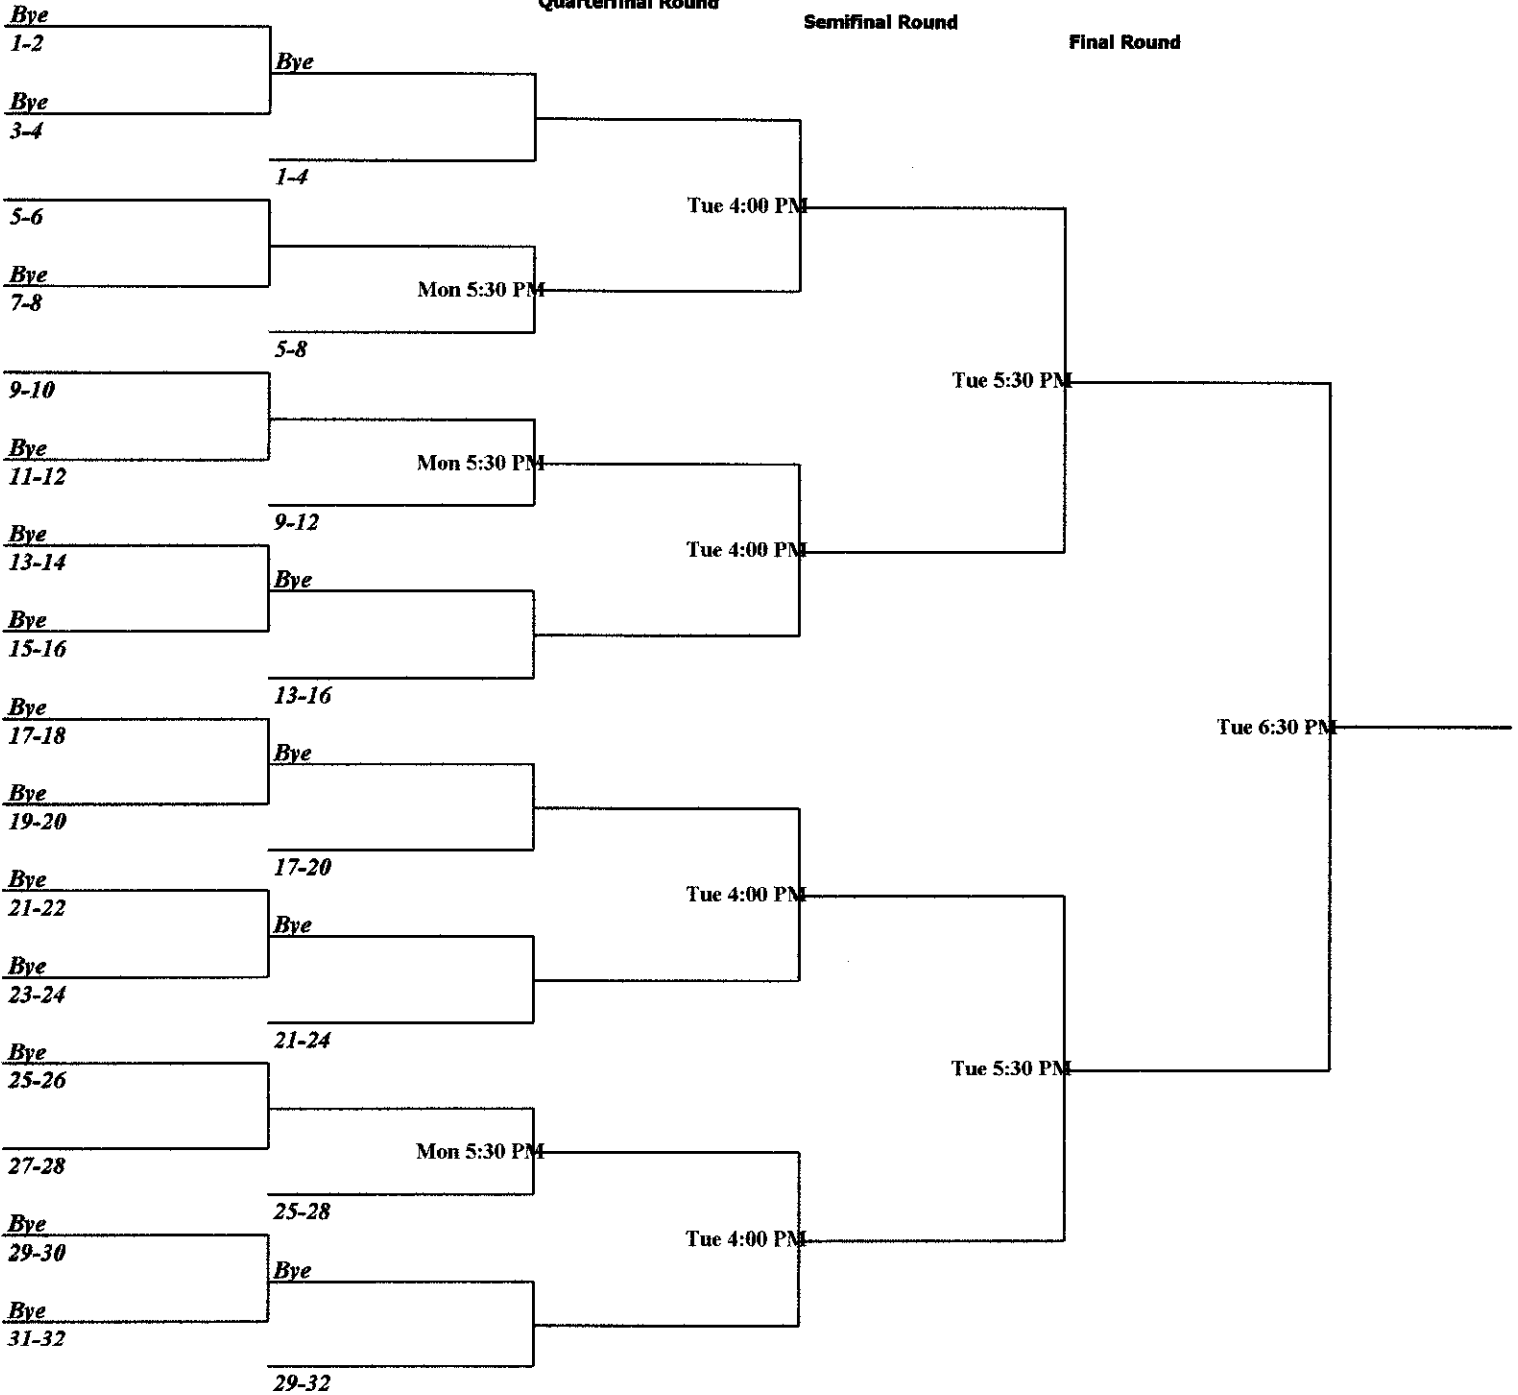 Quarterfinal Round
Semifinal Round
Final Round
Bye
1-2
Bye
Bye
3-4
1-4
Tue 4:00 PM
5-6
Bye
7-8
Mon 5:30 PM
5-8
9-10
Tue 5:30 PM
Bye
11-12
Mon 5:30 PM
9-12
Bye
13-14
Tue 4:00 PM
Bye
Bye
15-16
13-16
Bye
17-18
Tue 6:30 PM
Bye
Bye
19-20
17-20
Bye
21-22
Tue 4:00 PM
Bye
Bye
23-24
21-24
Bye
25-26
Tue 5:30 PM
27-28
Mon 5:30 PM
25-28
Bye
29-30
Tue 4:00 PM
Bye
Bye
31-32
29-32